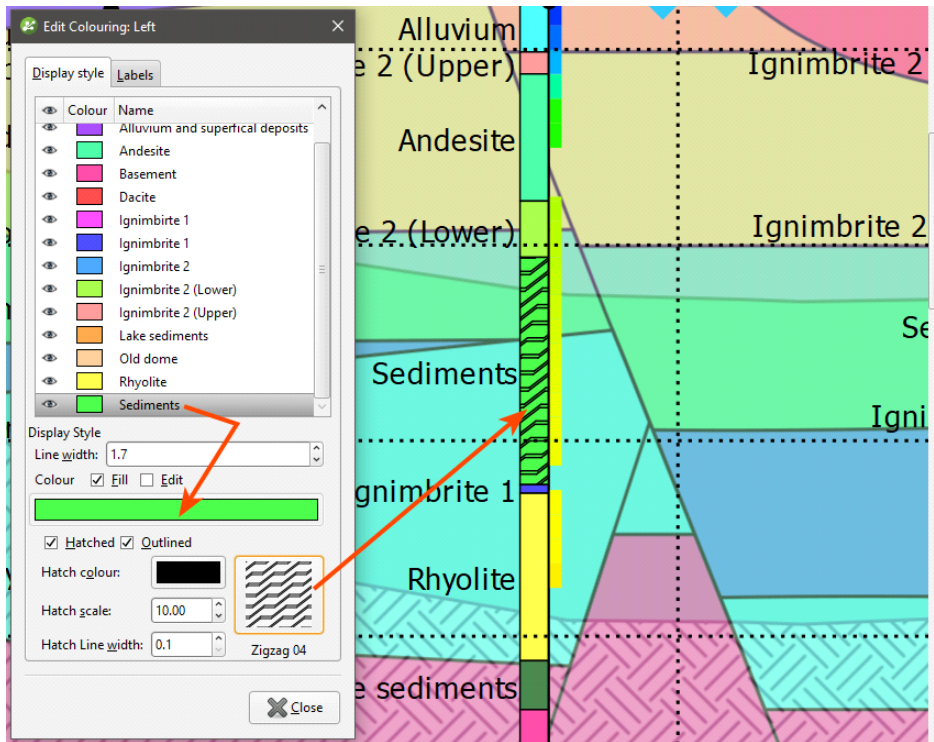 Edit Colouring: Left
Display style
Labels
Colour
Name
Alluvium and superfical deposits
Andesite
Basement
Dacite
Ignimbirte 1
Ignimbrite 1
Ignimbrite 2
Ignimbrite 2 (Lower)
Ignimbrite 2 (Upper)
Lake sediments
Old dome
Rhyolite
Sediments
Display Style
Line width: 1.7
Colour Fill Edit
Hatched Outlined
Hatch colour:
Hatch scale: 10.00
Hatch Line width: 0.1
Zigzag 04
Close
Alluvium
e 2 (Upper)
Andesite
e 2 (Lower)
Sediments
gnimbrite 1
Rhyolite
e sediments
Ignimbrite 2
Ignimbrite 2
Se
Igni